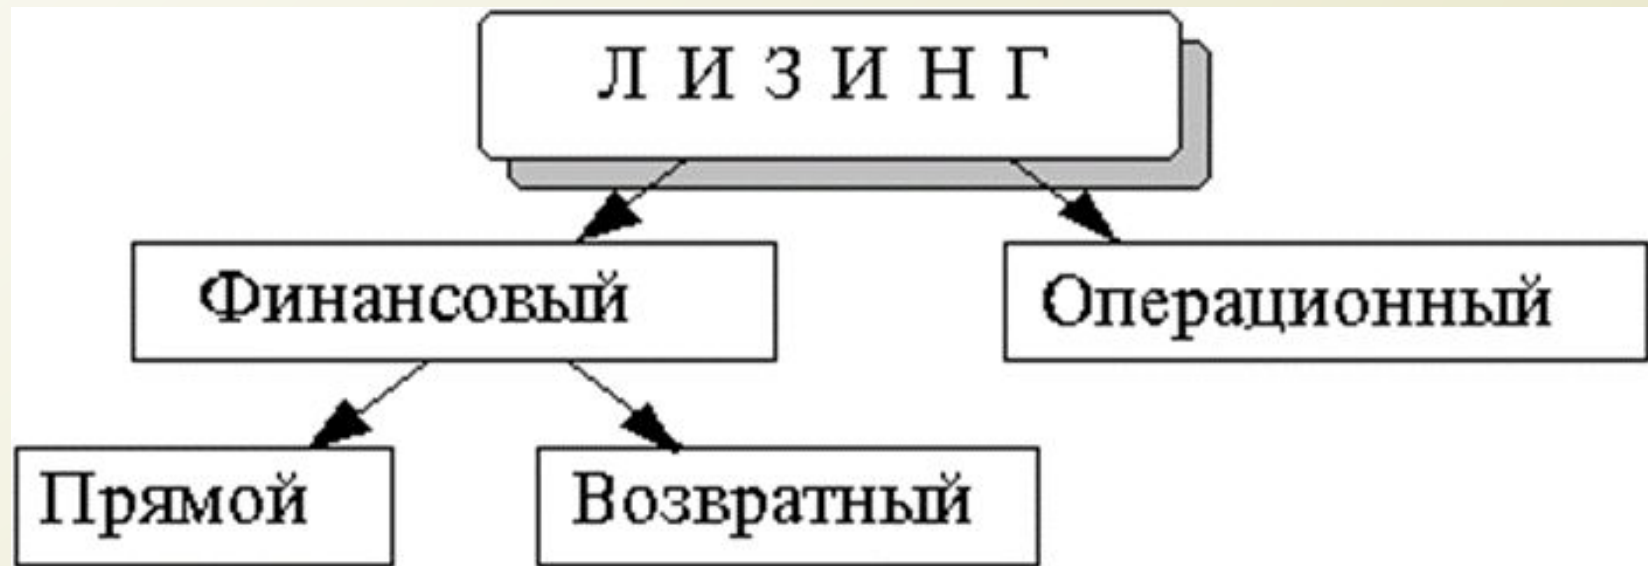 Л И З И Н Г
Финансовый
Операционный
Прямой
Возвратный